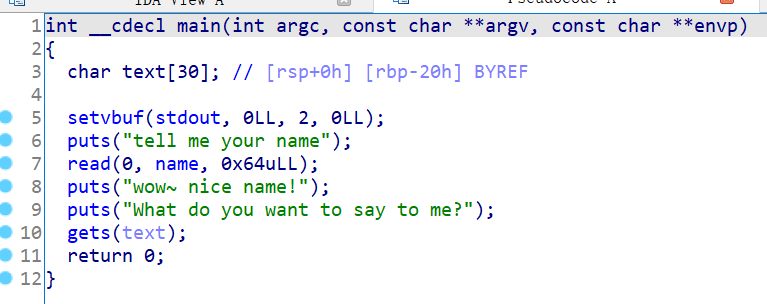 IDA View-A Pseudocode-A
1 int __cdecl main(int argc, const char **argv, const char **envp)
2 {
3 char text[30]; // [rsp+0h] [rbp-20h] BYREF
4
5 setvbuf(stdout, 0LL, 2, 0LL);
6 puts("tell me your name");
7 read(0, name, 0x64uLL);
8 puts("wow~ nice name!");
9 puts("What do you want to say to me?");
10 gets(text);
11 return 0;
12 }